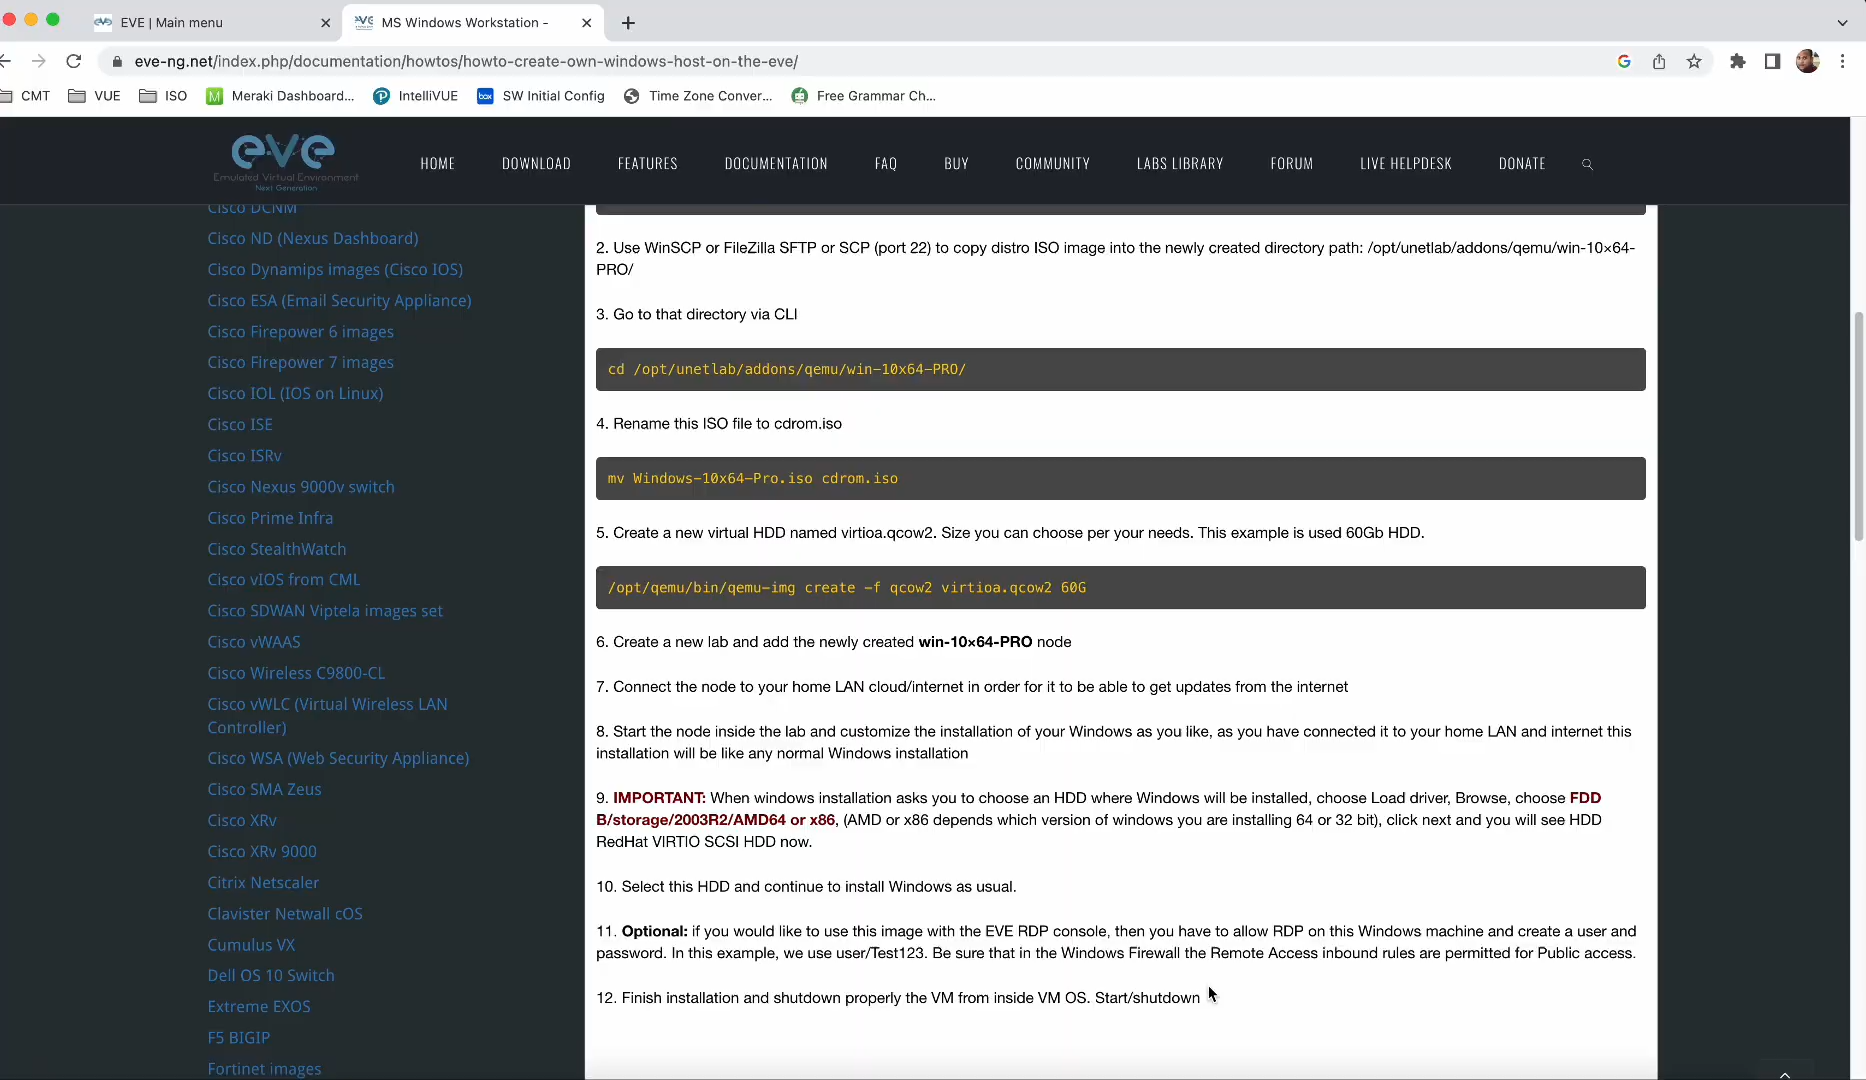 EVE | Main menu
MS Windows Workstation -
eve-ng.net/index.php/documentation/howtos/howto-create-own-windows-host-on-the-eve/
CMT
VUE
ISO
Meraki Dashboard...
IntelliVUE
box
SW Initial Config
Time Zone Conver...
Free Grammar Ch...
eve
Emulated Virtual Environment
Next Generation
HOME
DOWNLOAD
FEATURES
DOCUMENTATION
FAQ
BUY
COMMUNITY
LABS LIBRARY
FORUM
LIVE HELPDESK
DONATE
Cisco DCNM
Cisco ND (Nexus Dashboard)
Cisco Dynamips images (Cisco IOS)
Cisco ESA (Email Security Appliance)
Cisco Firepower 6 images
Cisco Firepower 7 images
Cisco IOL (IOS on Linux)
Cisco ISE
Cisco ISRv
Cisco Nexus 9000v switch
Cisco Prime Infra
Cisco StealthWatch
Cisco vIOS from CML
Cisco SDWAN Viptela images set
Cisco vWAAS
Cisco Wireless C9800-CL
Cisco vWLC (Virtual Wireless LAN
Controller)
Cisco WSA (Web Security Appliance)
Cisco SMA Zeus
Cisco XRv
Cisco XRv 9000
Citrix Netscaler
Clavister Netwall cOS
Cumulus VX
Dell OS 10 Switch
Extreme EXOS
F5 BIGIP
Fortinet images
2. Use WinSCP or FileZilla SFTP or SCP (port 22) to copy distro ISO image into the newly created directory path: /opt/unetlab/addons/qemu/win-10×64-
PRO/
3. Go to that directory via CLI
cd /opt/unetlab/addons/qemu/win-10x64-PRO/
4. Rename this ISO file to cdrom.iso
mv Windows-10x64-Pro.iso cdrom.iso
5. Create a new virtual HDD named virtioa.qcow2. Size you can choose per your needs. This example is used 60Gb HDD.
/opt/qemu/bin/qemu-img create -f qcow2 virtioa.qcow2 60G
6. Create a new lab and add the newly created win-10×64-PRO node
7. Connect the node to your home LAN cloud/internet in order for it to be able to get updates from the internet
8. Start the node inside the lab and customize the installation of your Windows as you like, as you have connected it to your home LAN and internet this
installation will be like any normal Windows installation
9. IMPORTANT: When windows installation asks you to choose an HDD where Windows will be installed, choose Load driver, Browse, choose FDD
B/storage/2003R2/AMD64 or x86, (AMD or x86 depends which version of windows you are installing 64 or 32 bit), click next and you will see HDD
RedHat VIRTIO SCSI HDD now.
10. Select this HDD and continue to install Windows as usual.
11. Optional: if you would like to use this image with the EVE RDP console, then you have to allow RDP on this Windows machine and create a user and
password. In this example, we use user/Test123. Be sure that in the Windows Firewall the Remote Access inbound rules are permitted for Public access.
12. Finish installation and shutdown properly the VM from inside VM OS. Start/shutdown